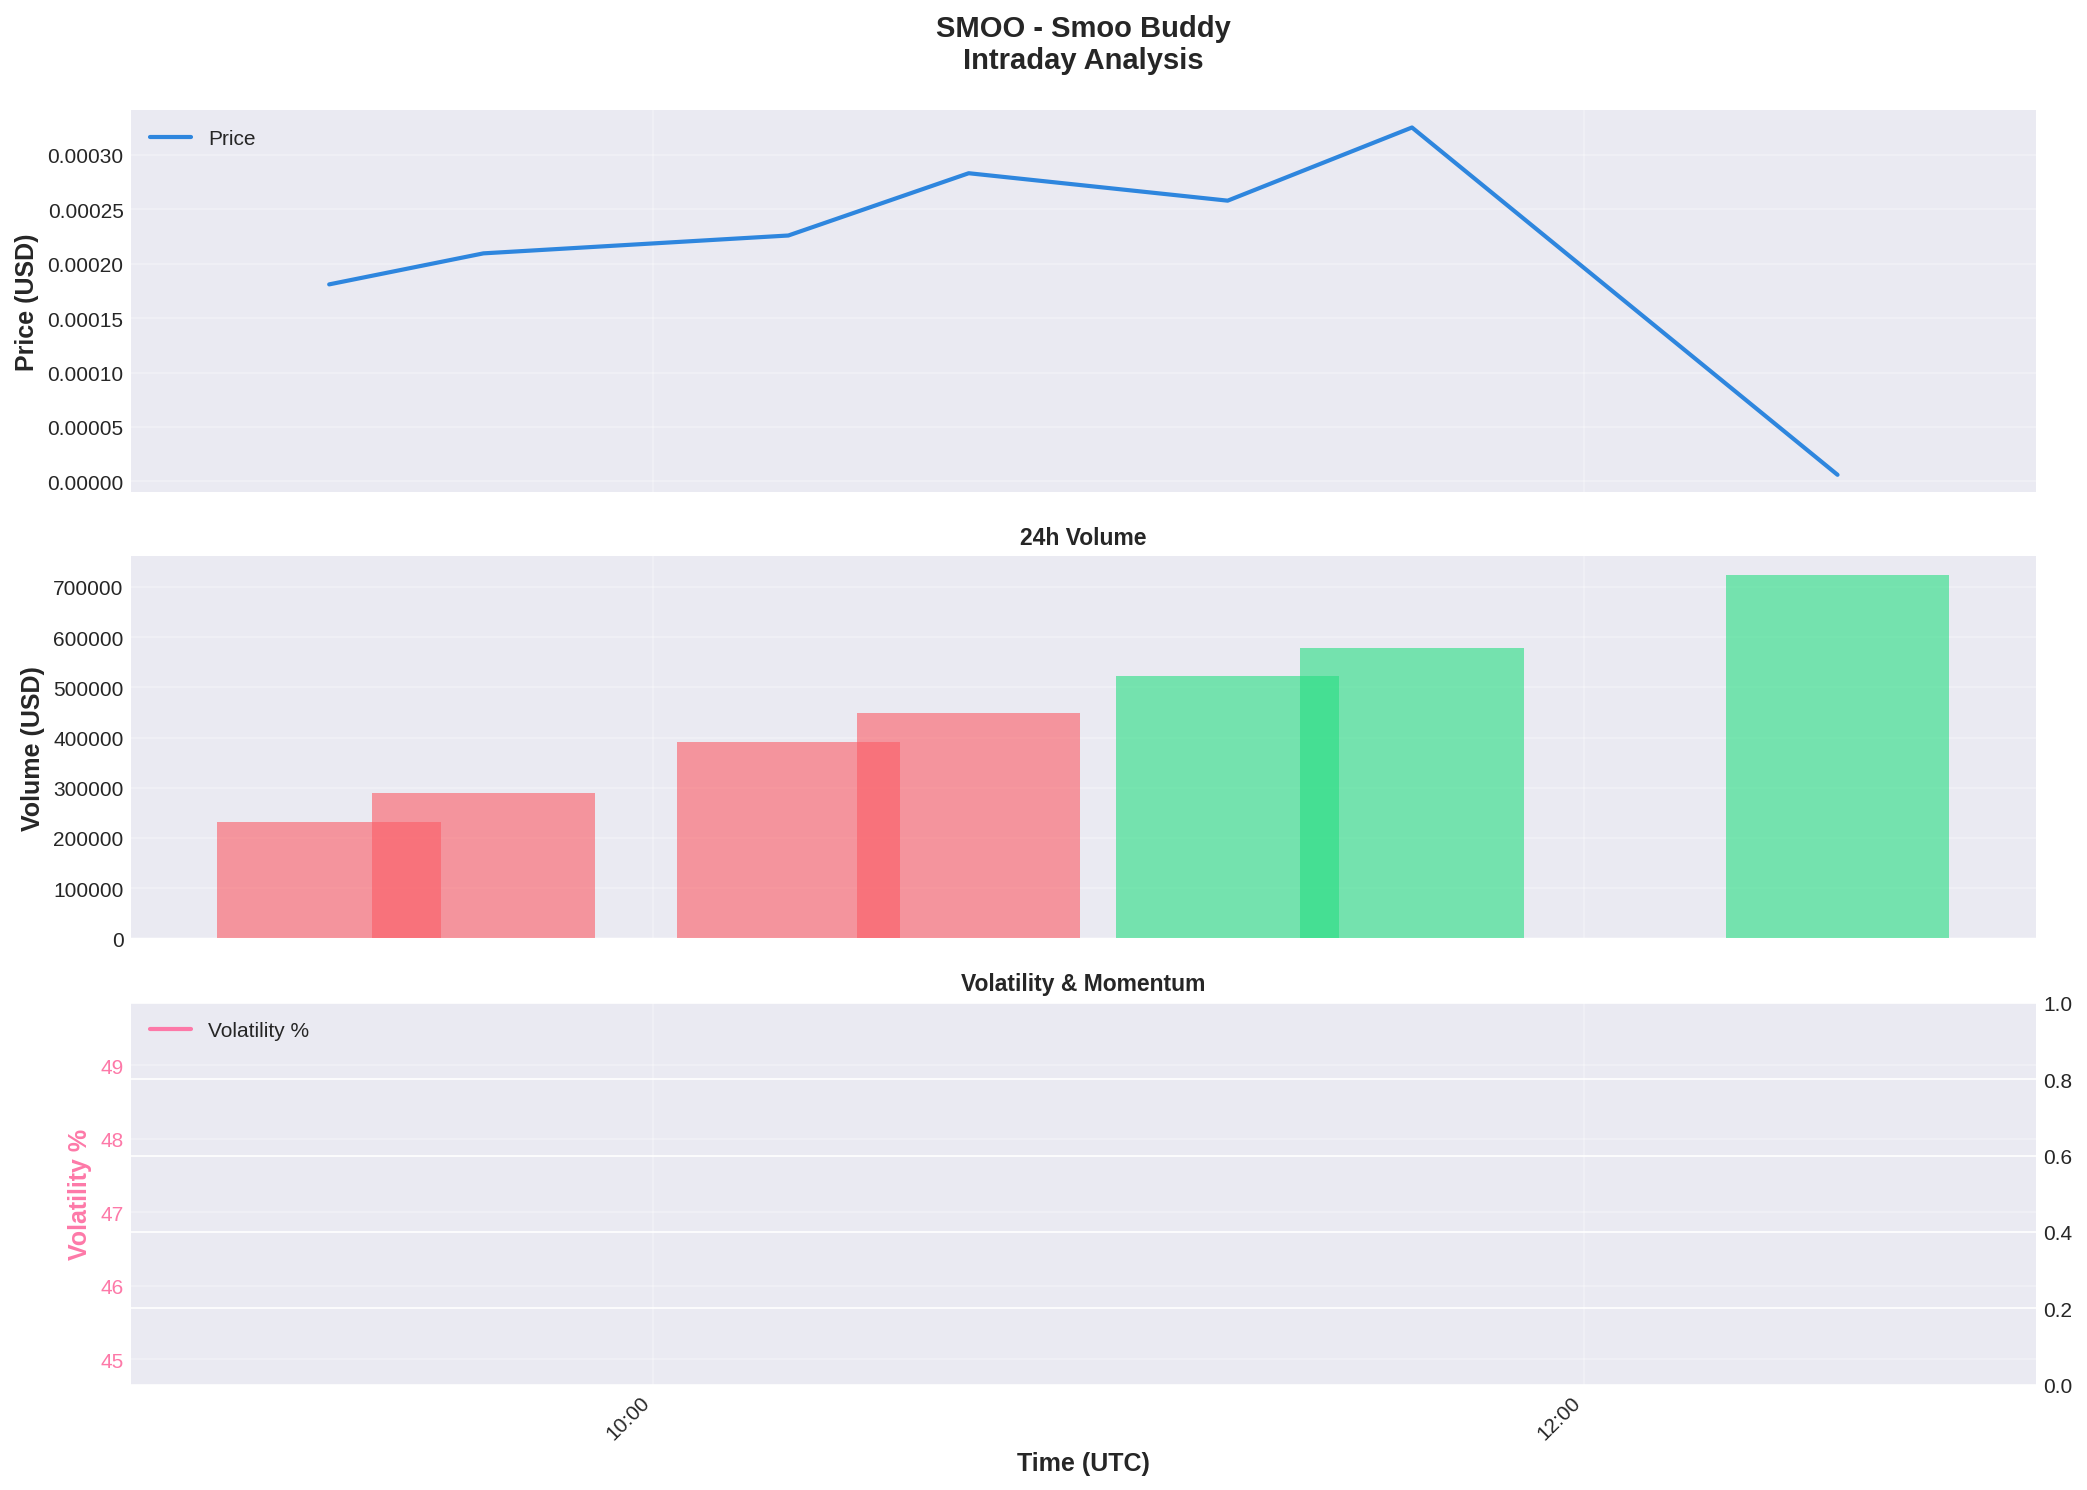 SMOO - Smoo Buddy
Intraday Analysis
Price
Price (USD)
0.00030
0.00025
0.00020
0.00015
0.00010
0.00005
0.00000
24h Volume
Volume (USD)
700000
600000
500000
400000
300000
200000
100000
0
Volatility & Momentum
Volatility %
Volatility %
49
48
47
46
45
1.0
0.8
0.6
0.4
0.2
0.0
10:00
12:00
Time (UTC)